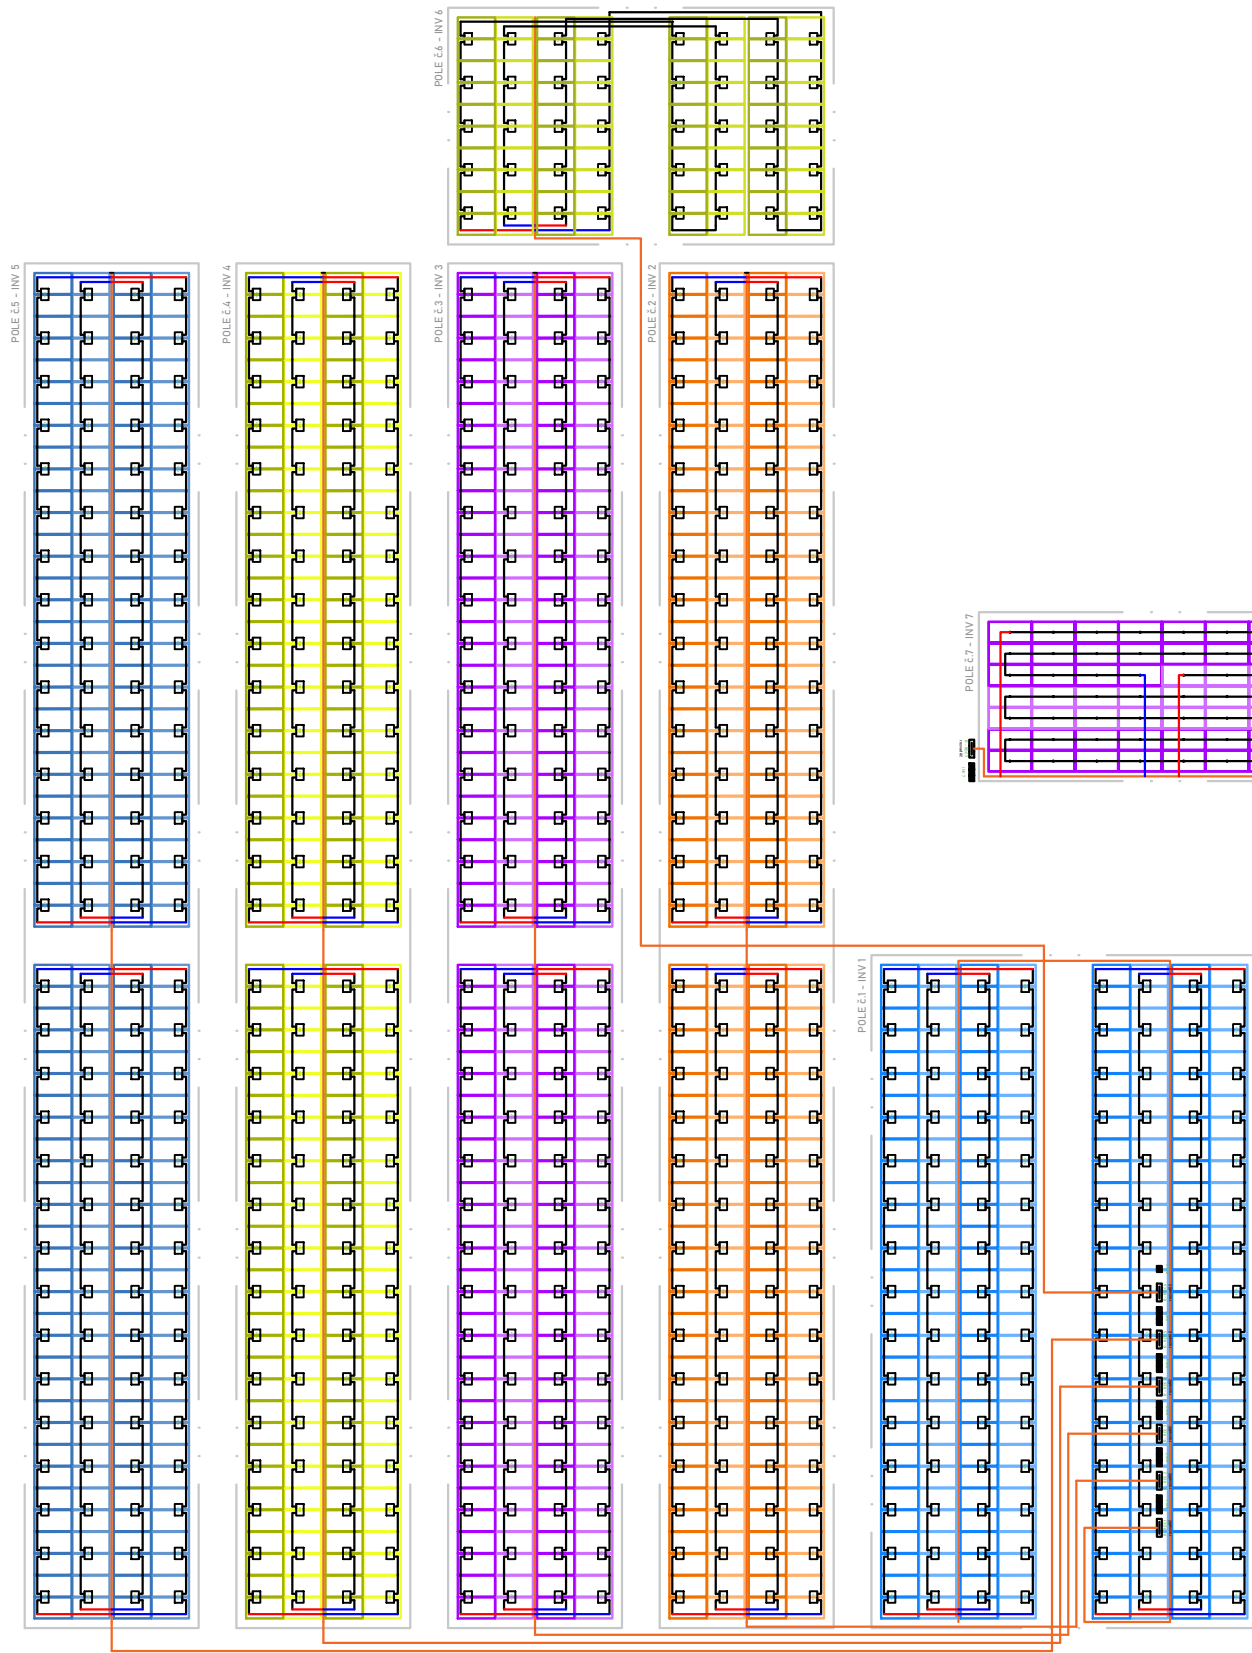 POLE č.6 - INV 6
POLE č.5 - INV 5
POLE č.4 - INV 4
POLE č.3 - INV 3
POLE č.2 - INV 2
POLE č.7 - INV 7
POLE č.1 - INV 1